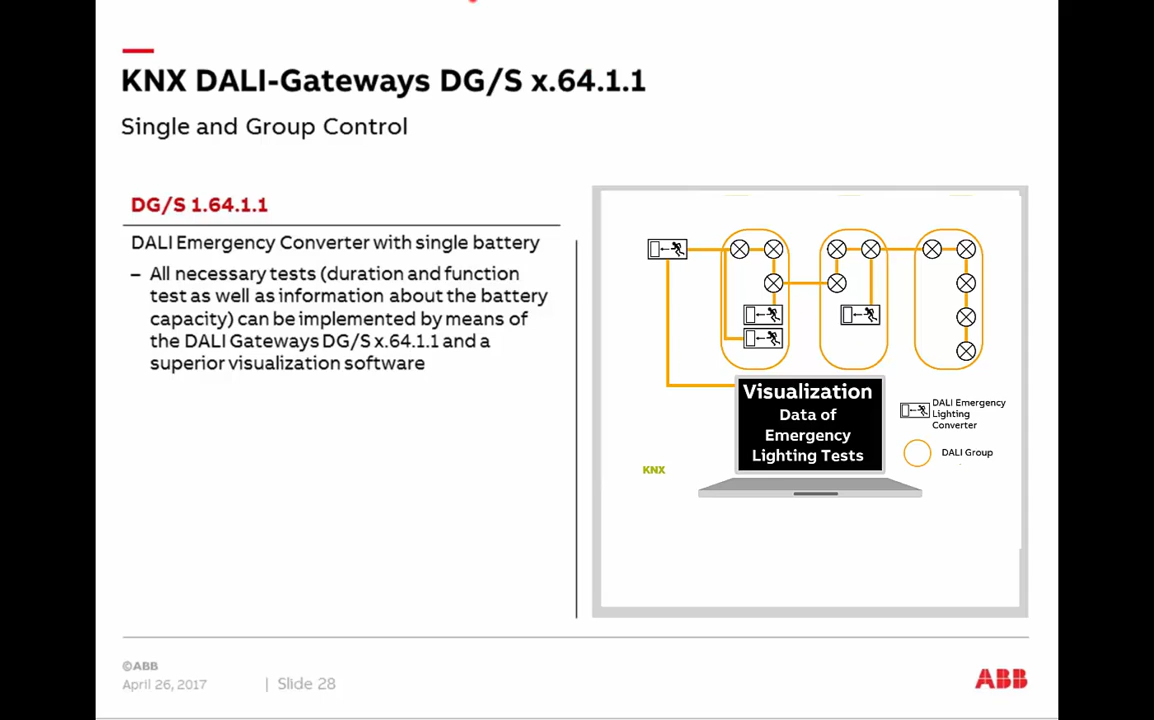 KNX DALI-Gateways DG/S x.64.1.1
Single and Group Control
DG/S 1.64.1.1
DALI Emergency Converter with single battery
– All necessary tests (duration and function
test as well as information about the battery
capacity) can be implemented by means of
the DALI Gateways DG/S x.64.1.1 and a
superior visualization software
Visualization
Data of
Emergency
Lighting Tests
DALI Emergency
Lighting
Converter
DALI Group
KNX
©ABB
April 26, 2017
| Slide 28
ABB